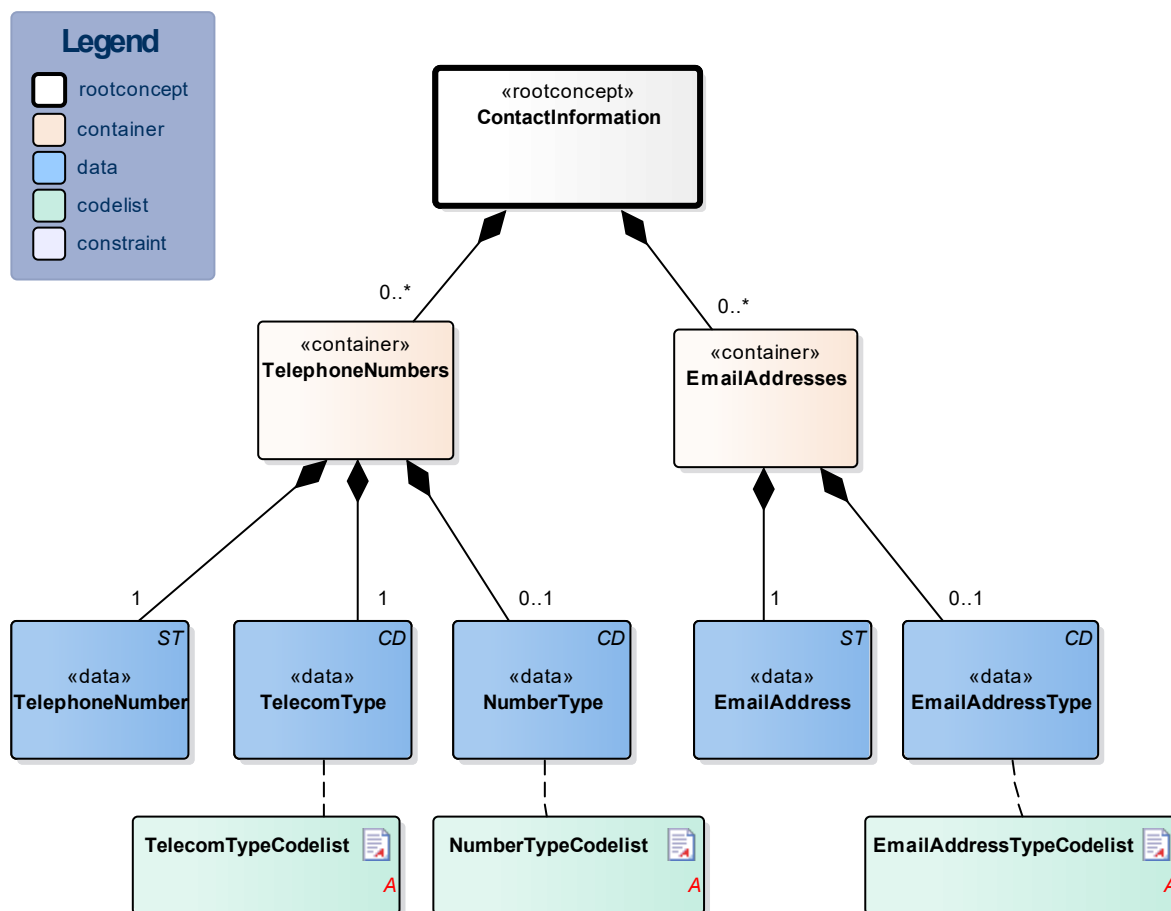 Legend
rootconcept
container
data
codelist
constraint
«rootconcept»
ContactInformation
0..*
0..*
«container»
TelephoneNumbers
«container»
EmailAddresses
1
1
0..1
1
0..1
ST
«data»
TelephoneNumber
CD
«data»
TelecomType
CD
«data»
NumberType
ST
«data»
EmailAddress
CD
«data»
EmailAddressType
TelecomTypeCodelist
A
NumberTypeCodelist
A
EmailAddressTypeCodelist
A